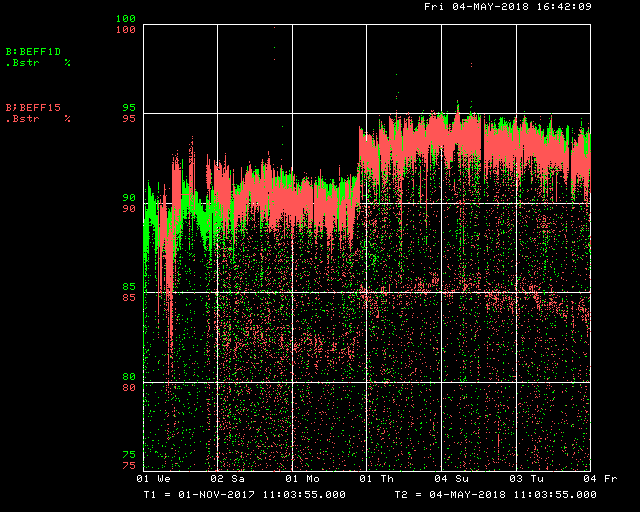 Fri 04-MAY-2018 16:42:09
100
100
B:BEFF1D
.Bstr %
B;BEFF15
.Bstr %
95
95
90
90
85
85
80
80
75
75
01 We 02 Sa 01 Mo 01 Th 04 Su 03 Tu 04 Fr
T1 = 01-NOV-2017 11:03:55.000 T2 = 04-MAY-2018 11:03:55.000